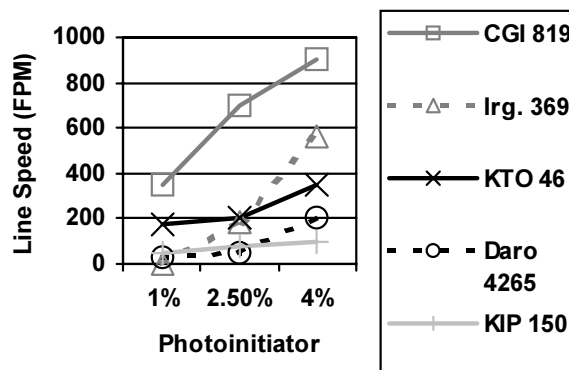 1000
800
600
400
200
0
Line Speed (FPM)
1%
2.50%
4%
Photoinitiator
CGI 819
Irg. 369
KTO 46
Daro
4265
KIP 150